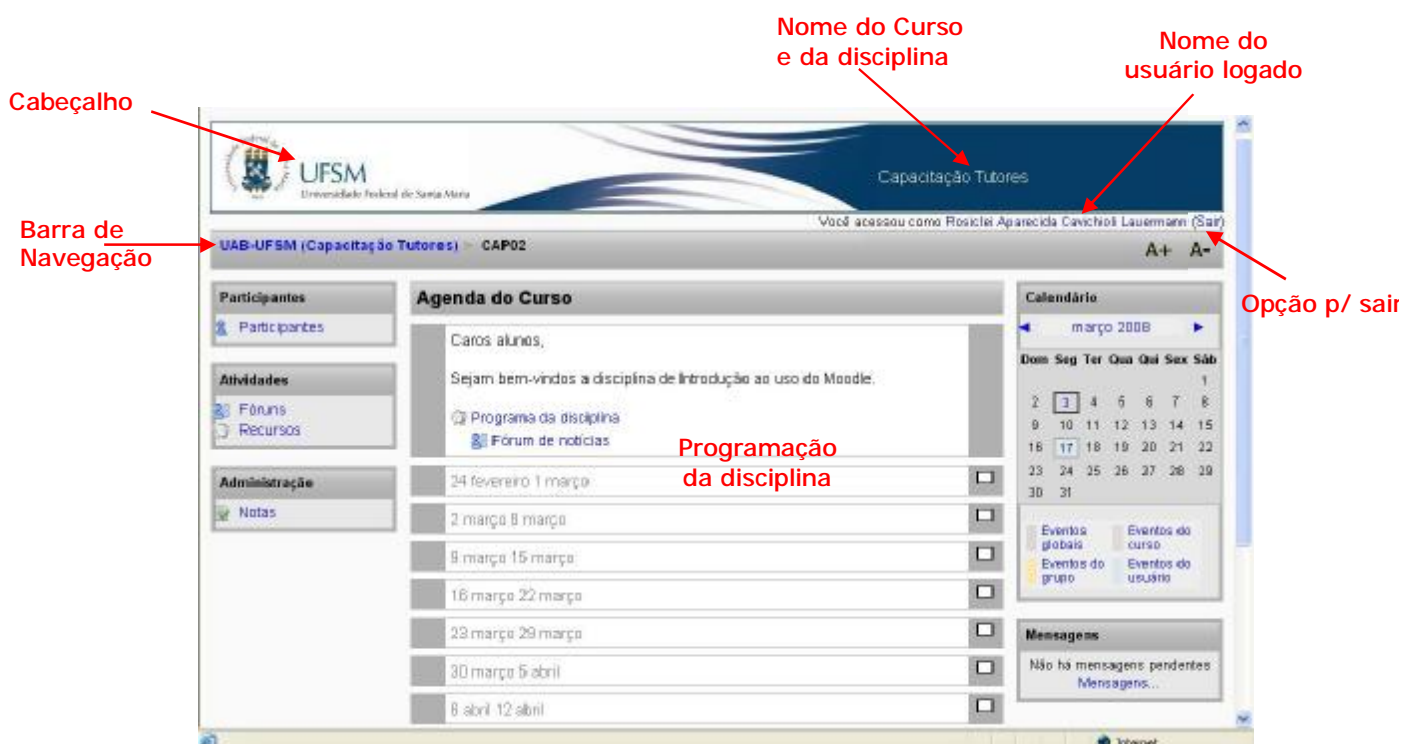 Nome do Curso
e da disciplina
Nome do
usuário logado
Cabeçalho
UFSM
Universidade Federal de Santa Maria
Capacitação Tutores
Você acessou como Rosiclei Aparecida Cavichioli Lauermann (Sair)
Barra de
Navegação
UAB-UFSM (Capacitação Tutores) CAP02
A+ A-
Opção p/ sair
Participantes
Participantes
Atividades
Fóruns
Recursos
Administração
Notas
Agenda do Curso
Caros alunos,
Sejam bem-vindos a disciplina de Introdução ao uso do Moodle.
Programa da disciplina
Fórum de notícias
Programação
da disciplina
24 fevereiro 1 março
2 março 8 março
9 março 15 março
16 março 22 março
23 março 29 março
30 março 5 abril
6 abril 12 abril
Calendário
◄ março 2008 ►
Dom Seg Ter Qua Qui Sex Sáb
1
2 3 4 5 6 7 8
9 10 11 12 13 14 15
16 17 18 19 20 21 22
23 24 25 26 27 28 29
30 31
Eventos globais
Eventos do curso
Eventos do grupo
Eventos do usuário
Mensagens
Não há mensagens pendentes
Mensagens...
Internet